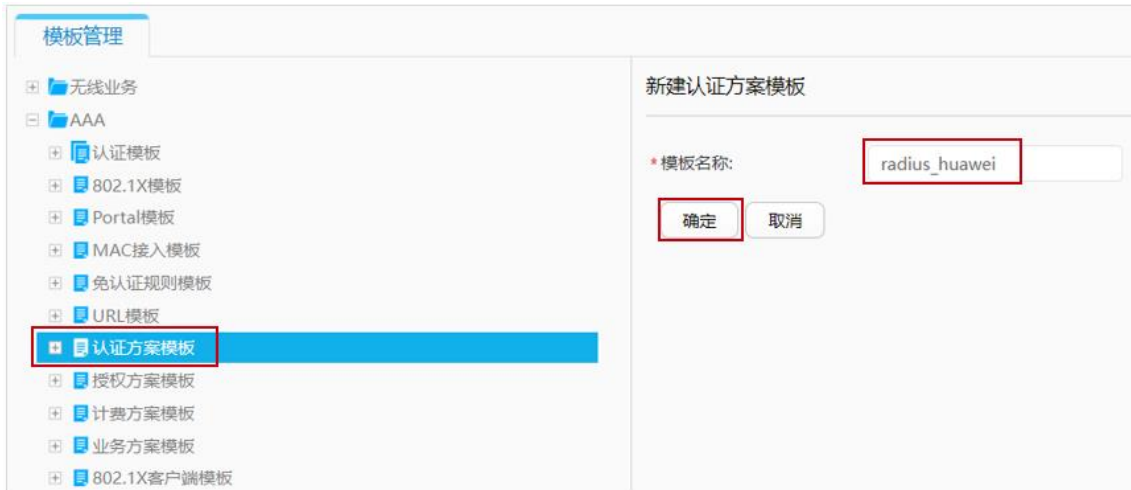 模板管理
无线业务
AAA
认证模板
802.1X模板
Portal模板
MAC接入模板
免认证规则模板
URL模板
认证方案模板
授权方案模板
计费方案模板
业务方案模板
802.1X客户端模板
新建认证方案模板
*模板名称: radius_huawei
确定 取消